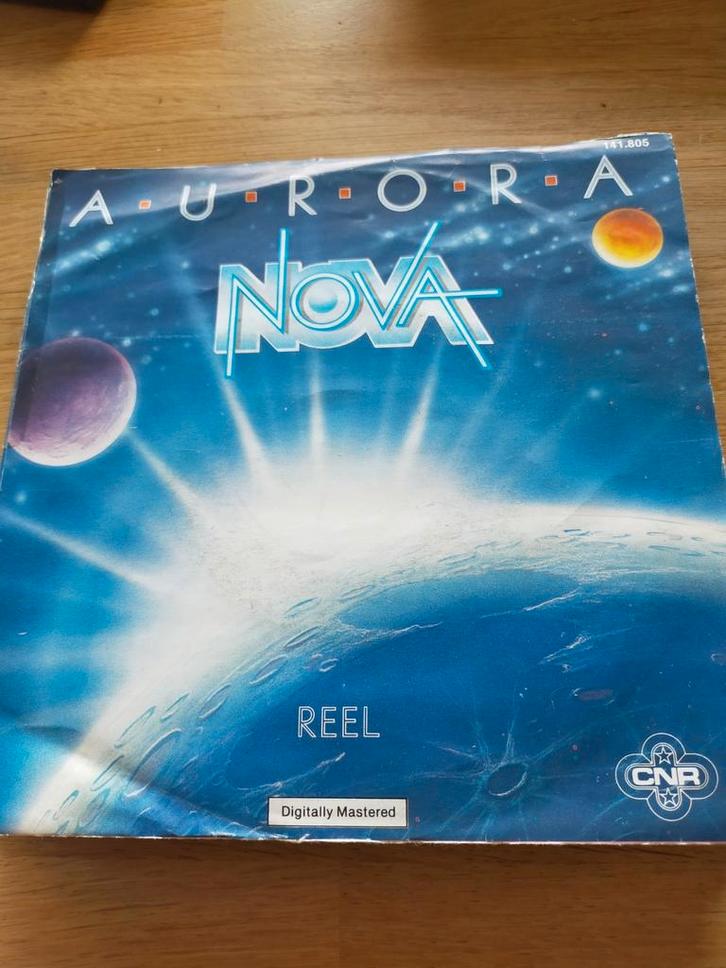 141.805
A·U·R·O·R·A
NOVA
REEL
CNR
Digitally Mastered